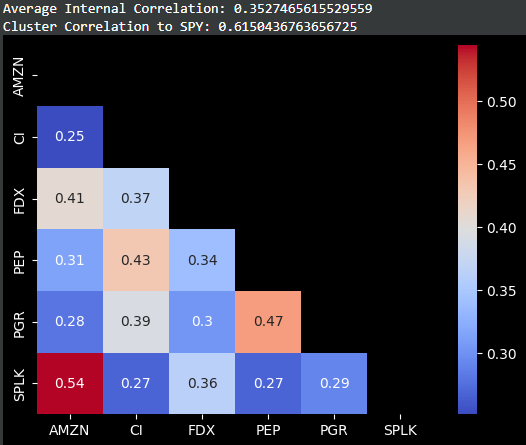 Average Internal Correlation: 0.3527465615529559
Cluster Correlation to SPY: 0.6150436763656725
AMZN
CI 0.25
FDX 0.41 0.37
PEP 0.31 0.43 0.34
PGR 0.28 0.39 0.3 0.47
SPLK 0.54 0.27 0.36 0.27 0.29
AMZN CI FDX PEP PGR SPLK
0.50
0.45
0.40
0.35
0.30